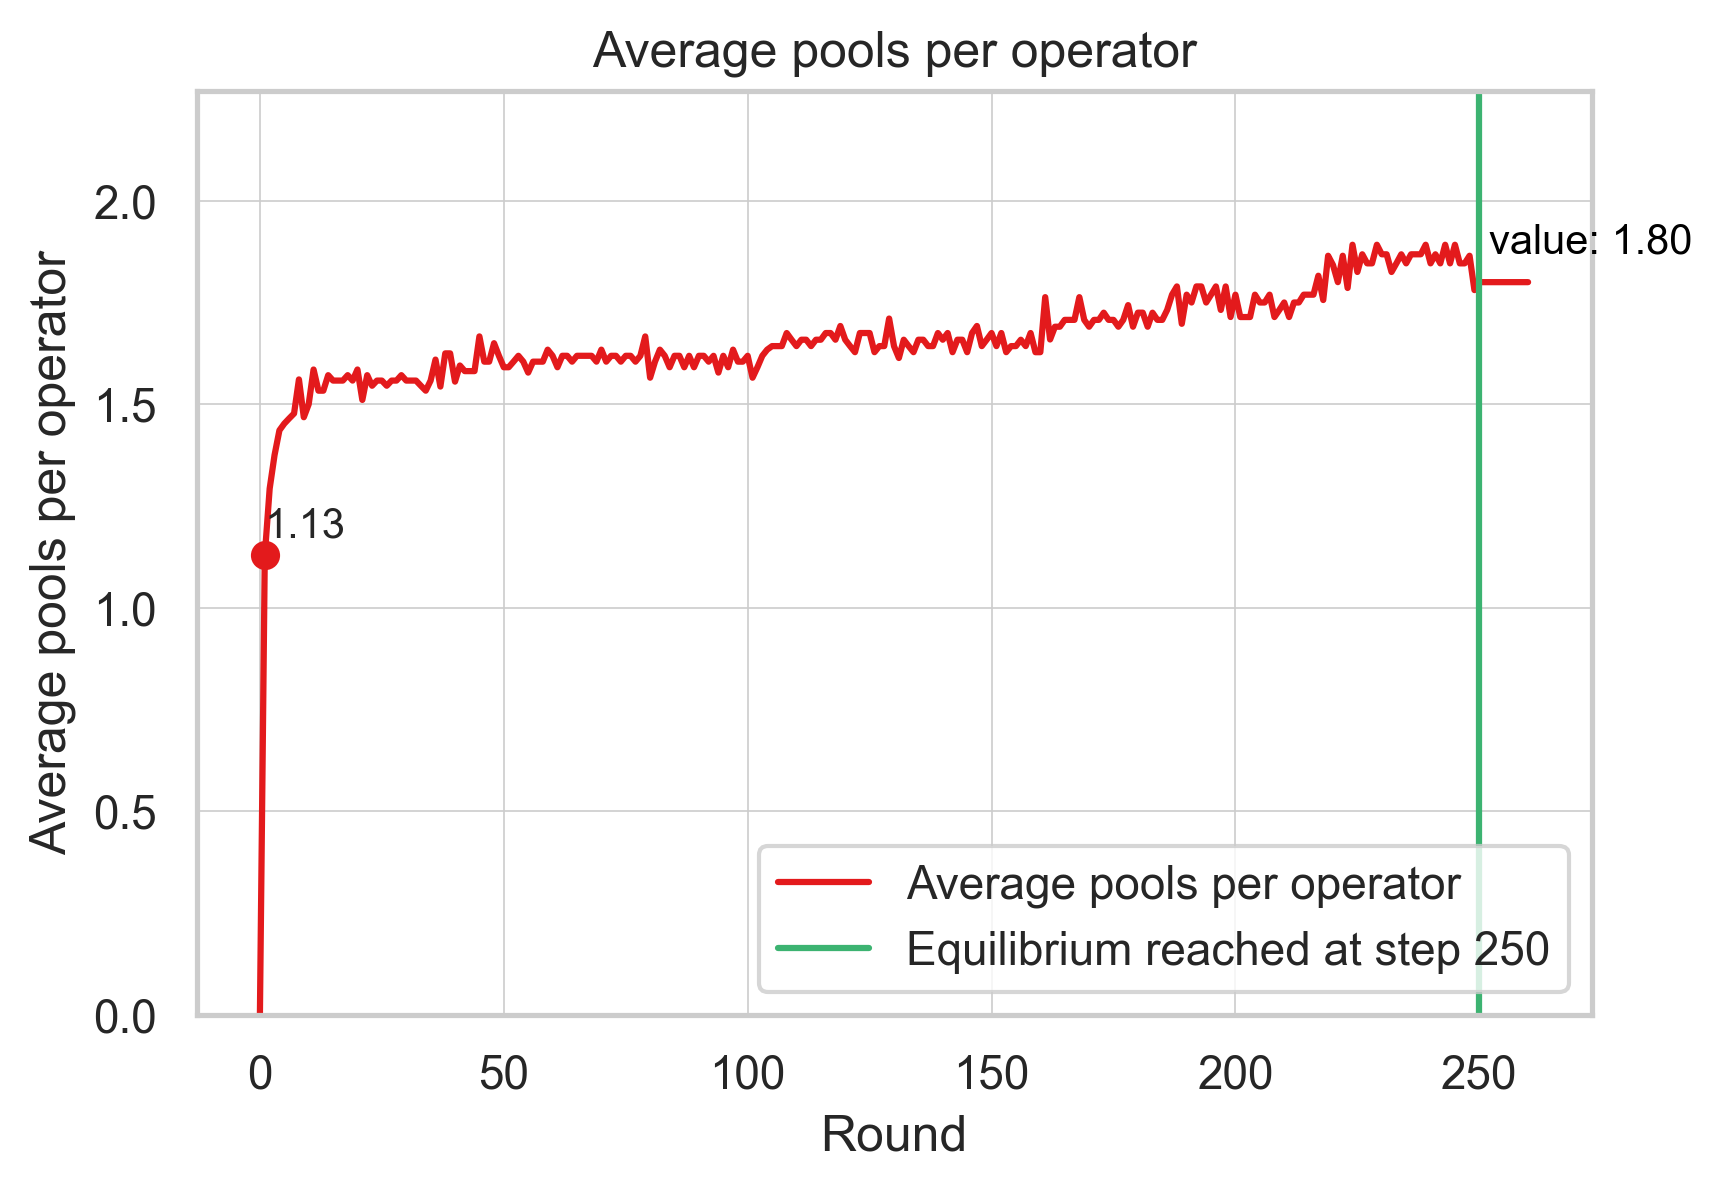 Average pools per operator
Average pools per operator
2.0
1.5
1.0
0.5
0.0
value: 1.80
1.13
Average pools per operator
Equilibrium reached at step 250
0
50
100
150
200
250
Round